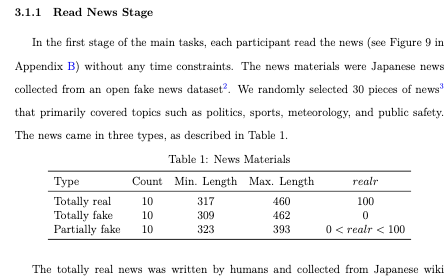 3.1.1 Read News Stage
In the first stage of the main tasks, each participant read the news (see Figure 9 in
Appendix B) without any time constraints. The news materials were Japanese news
collected from an open fake news dataset2. We randomly selected 30 pieces of news3
that primarily covered topics such as politics, sports, meteorology, and public safety.
The news came in three types, as described in Table 1.
Table 1: News Materials
Type Count Min. Length Max. Length realr
Totally real 10 317 460 100
Totally fake 10 309 462 0
Partially fake 10 323 393 0 < realr < 100
The totally real news was written by humans and collected from Japanese wiki